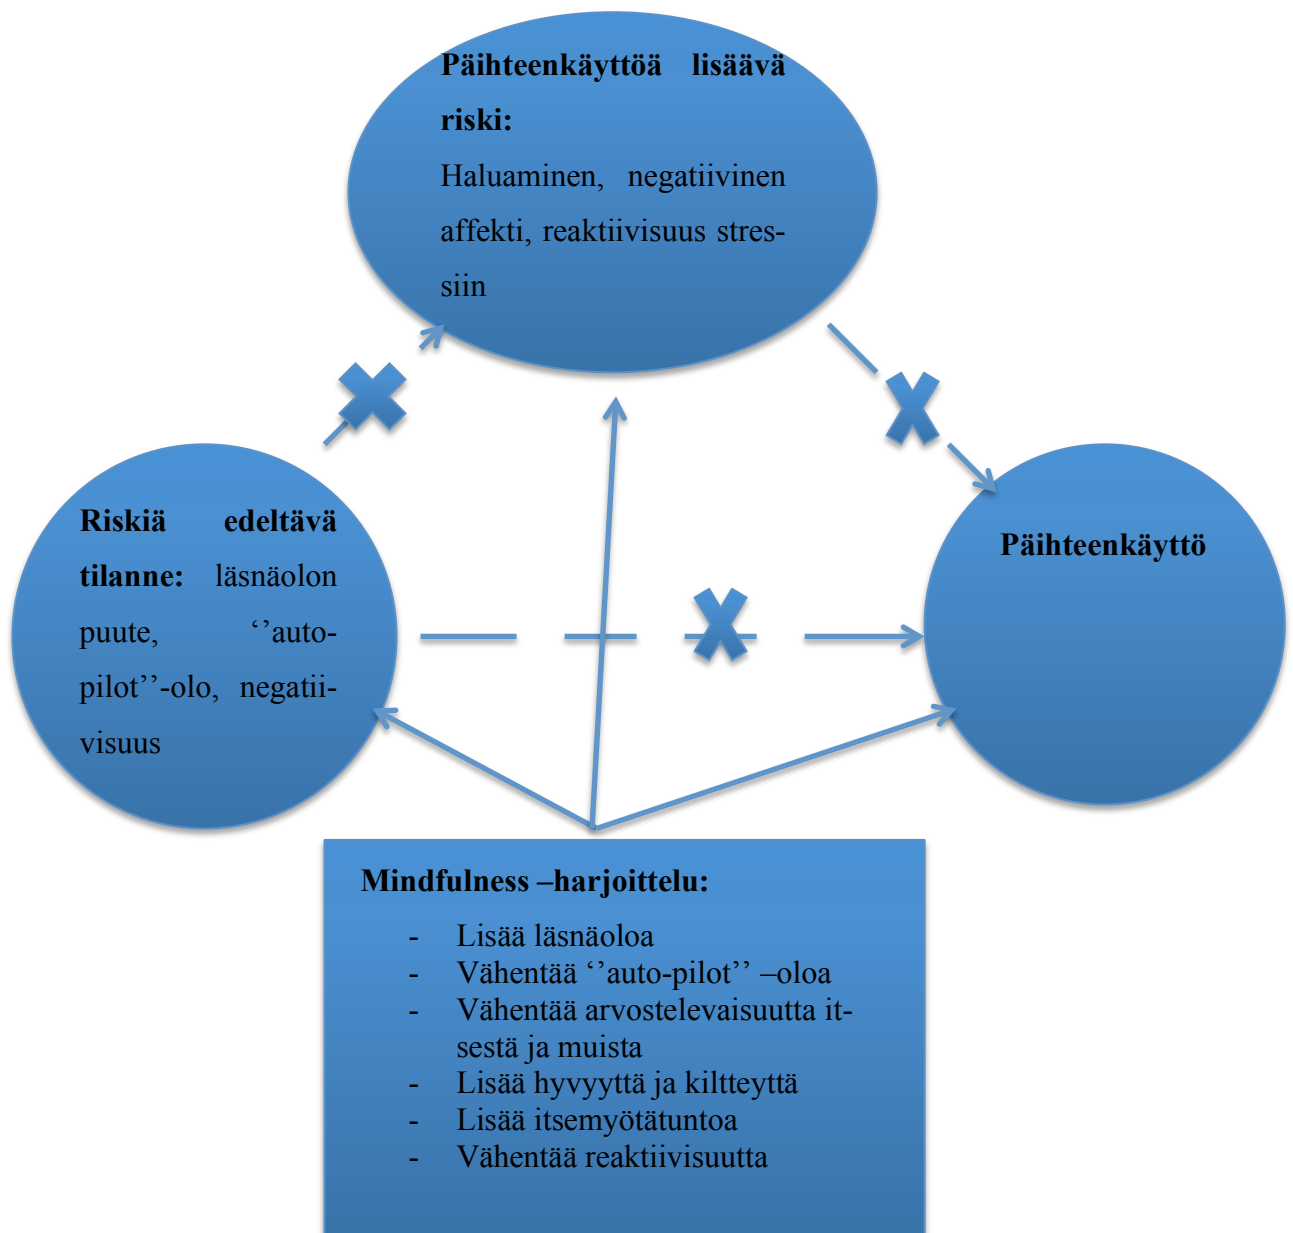 Päihteenkäyttöä lisäävä
riski:
Haluaminen, negatiivinen
affekti, reaktiivisuus stres-
siin
Riskiä edeltävä
tilanne: läsnäolon
puute, ‘’auto-
pilot’’-olo, negatii-
visuus
Päihteenkäyttö
Mindfulness –harjoittelu:
- Lisää läsnäoloa
- Vähentää ‘’auto-pilot’’ –oloa
- Vähentää arvostelevaisuutta it-
sestä ja muista
- Lisää hyvyyttä ja kiltteyttä
- Lisää itsemyötätuntoa
- Vähentää reaktiivisuutta